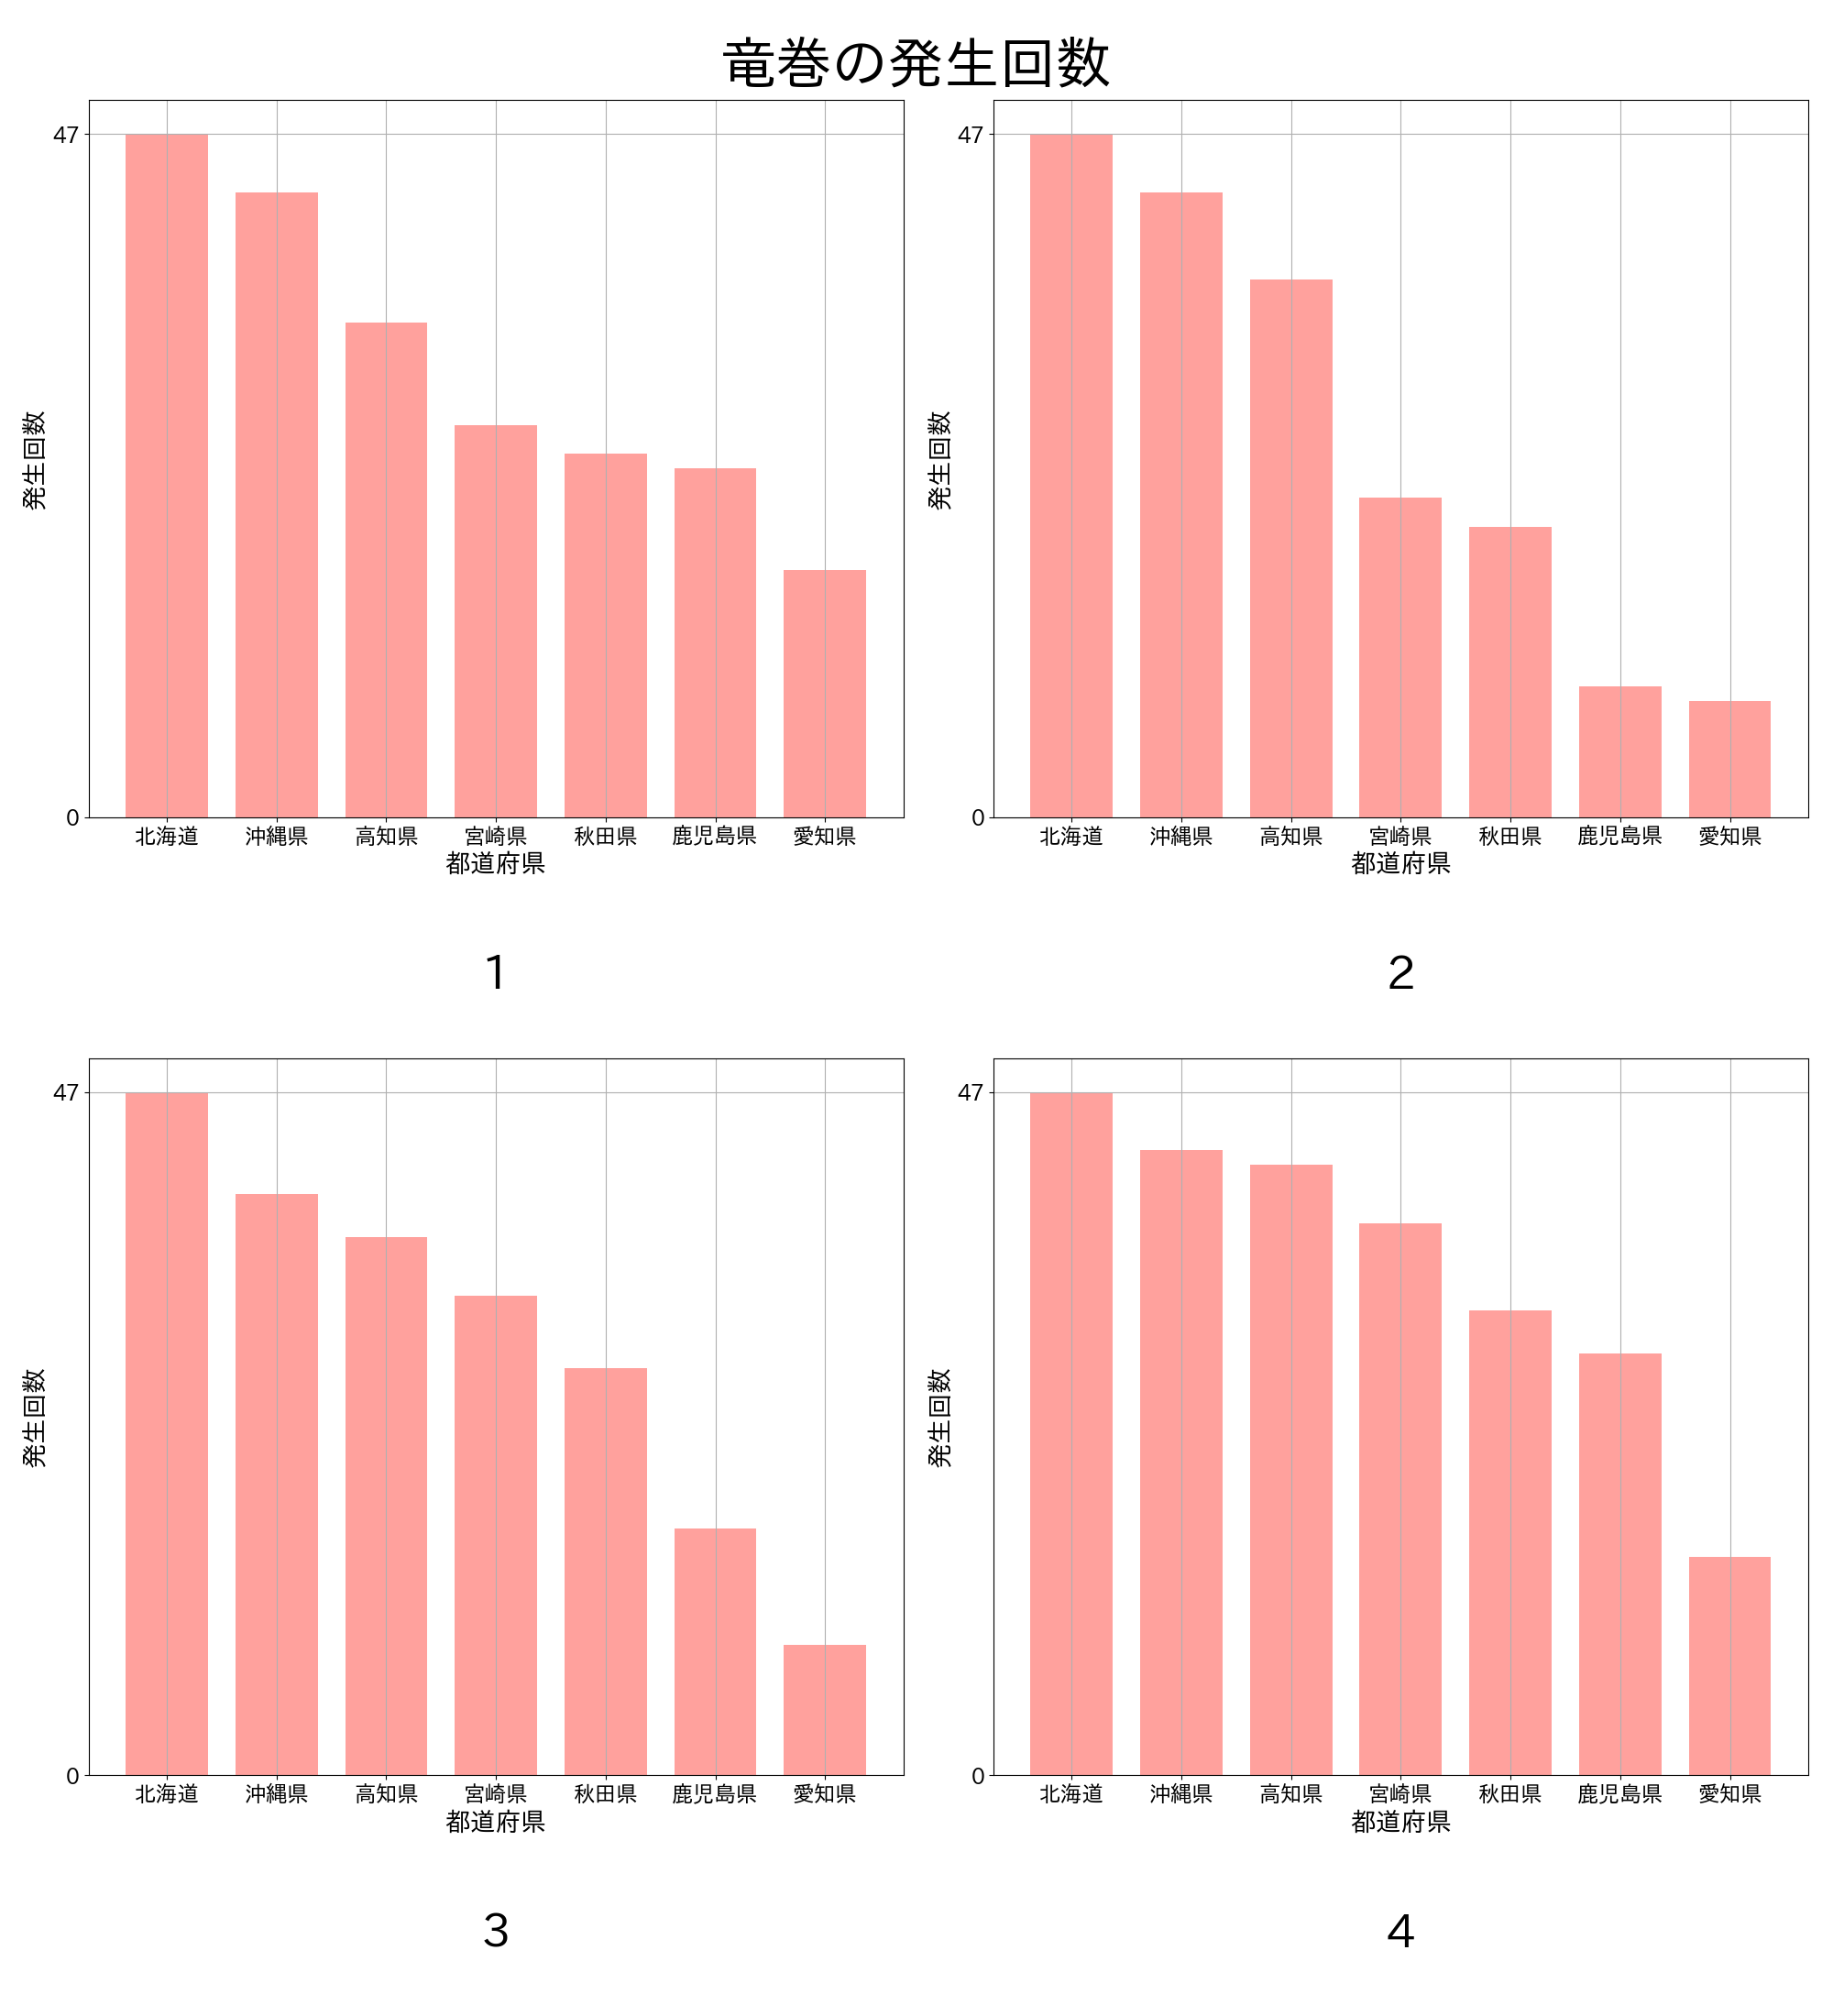 竜巻の発生回数
47
0
発生回数
北海道 沖縄県 高知県 宮崎県 秋田県 鹿児島県 愛知県
都道府県
1
47
0
発生回数
北海道 沖縄県 高知県 宮崎県 秋田県 鹿児島県 愛知県
都道府県
2
47
0
発生回数
北海道 沖縄県 高知県 宮崎県 秋田県 鹿児島県 愛知県
都道府県
3
47
0
発生回数
北海道 沖縄県 高知県 宮崎県 秋田県 鹿児島県 愛知県
都道府県
4